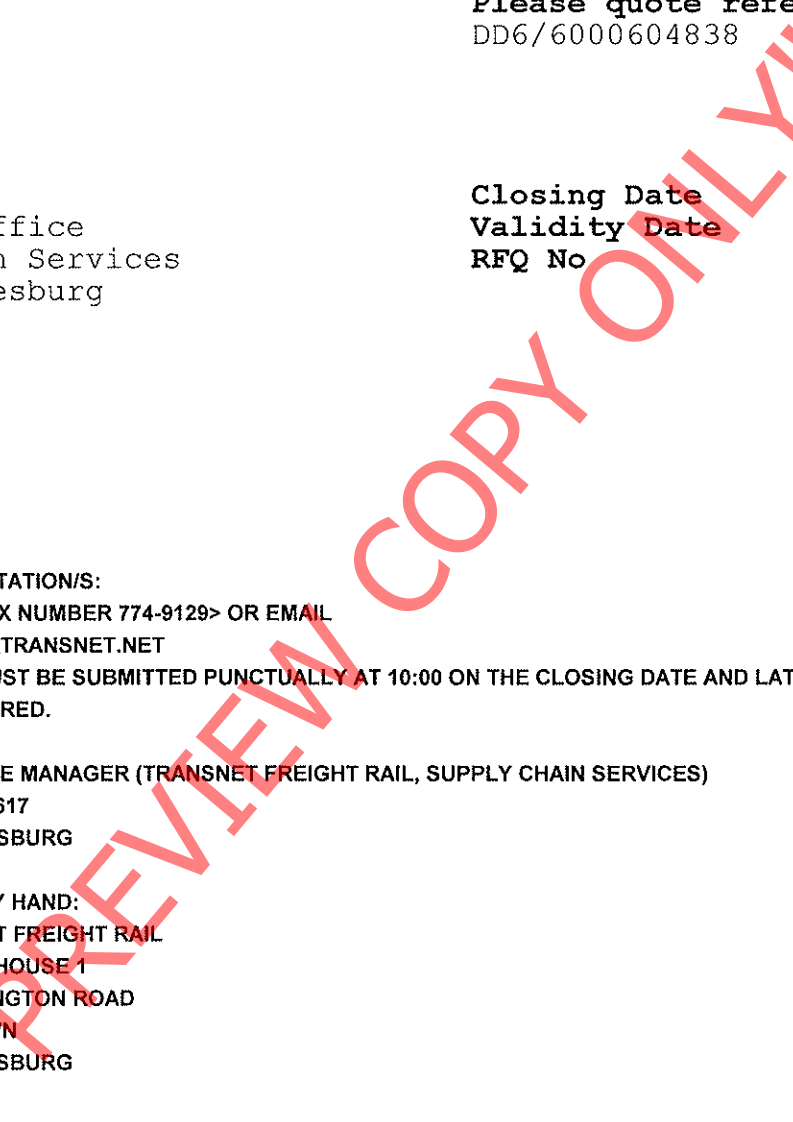 Please quote refe
DD6/6000604838
Closing Date
ffice
Validity Date
n Services
RFQ No
esburg
TATION/S:
X NUMBER 774-9129> OR EMAIL
TRANSNET.NET
UST BE SUBMITTED PUNCTUALLY AT 10:00 ON THE CLOSING DATE AND LAT
RED.
E MANAGER (TRANSNET FREIGHT RAIL, SUPPLY CHAIN SERVICES)
617
SBURG
Y HAND:
T FREIGHT RAIL
HOUSE 1
NGTON ROAD
VN
SBURG
PREVIEW COPY ONLY